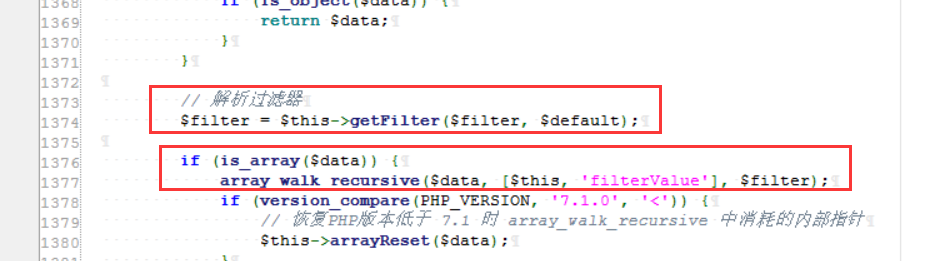 1368 if (is_object($data)) {
1369 return $data;
1370 }
1371 }
1372
1373 // 解析过滤器
1374 $filter = $this->getFilter($filter, $default);
1375
1376 if (is_array($data)) {
1377 array_walk_recursive($data, [$this, 'filterValue'], $filter);
1378 if (version_compare(PHP_VERSION, '7.1.0', '<')) {
1379 // 恢复PHP版本低于 7.1 时 array_walk_recursive 中消耗的内部指针
1380 $this->arrayReset($data);
1381 }